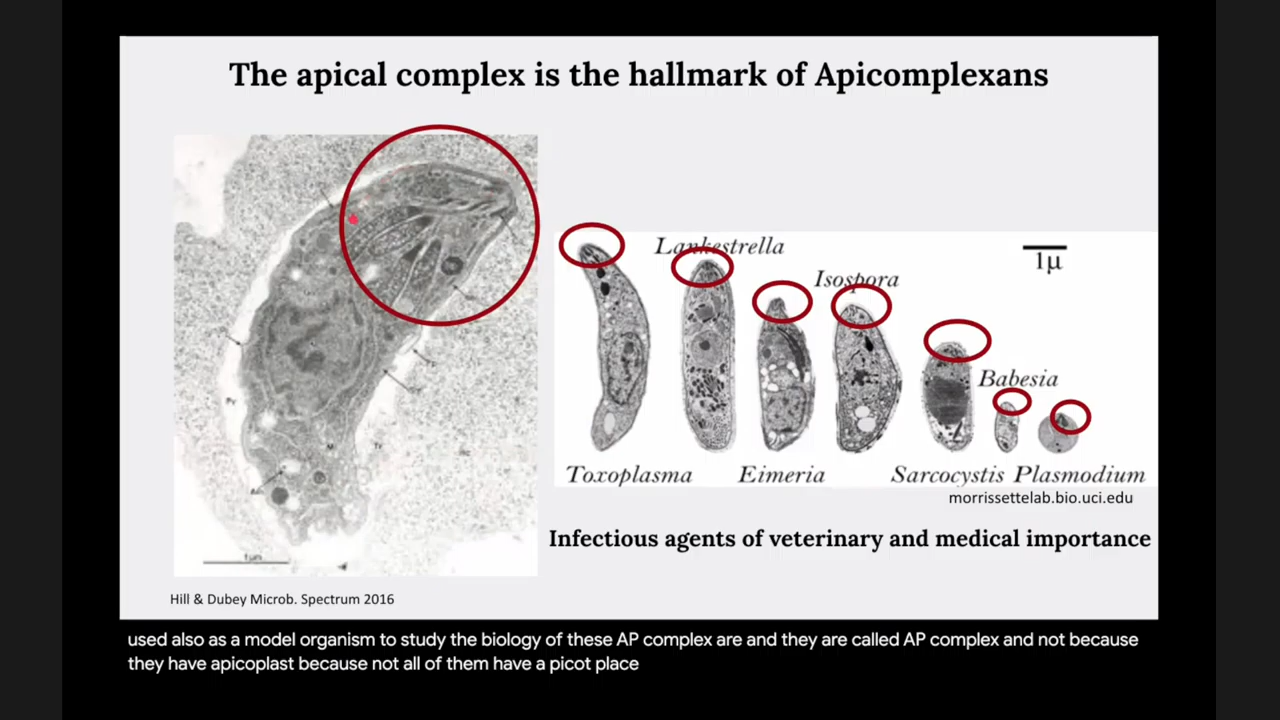 The apical complex is the hallmark of Apicomplexans
Lankestrella
1μ
Isospora
Babesia
Toxoplasma
Eimeria
Sarcocystis
Plasmodium
morrissettelab.bio.uci.edu
Infectious agents of veterinary and medical importance
1μm
Hill & Dubey Microb. Spectrum 2016
used also as a model organism to study the biology of these AP complex are and they are called AP complex and not because
they have apicoplast because not all of them have a picot place